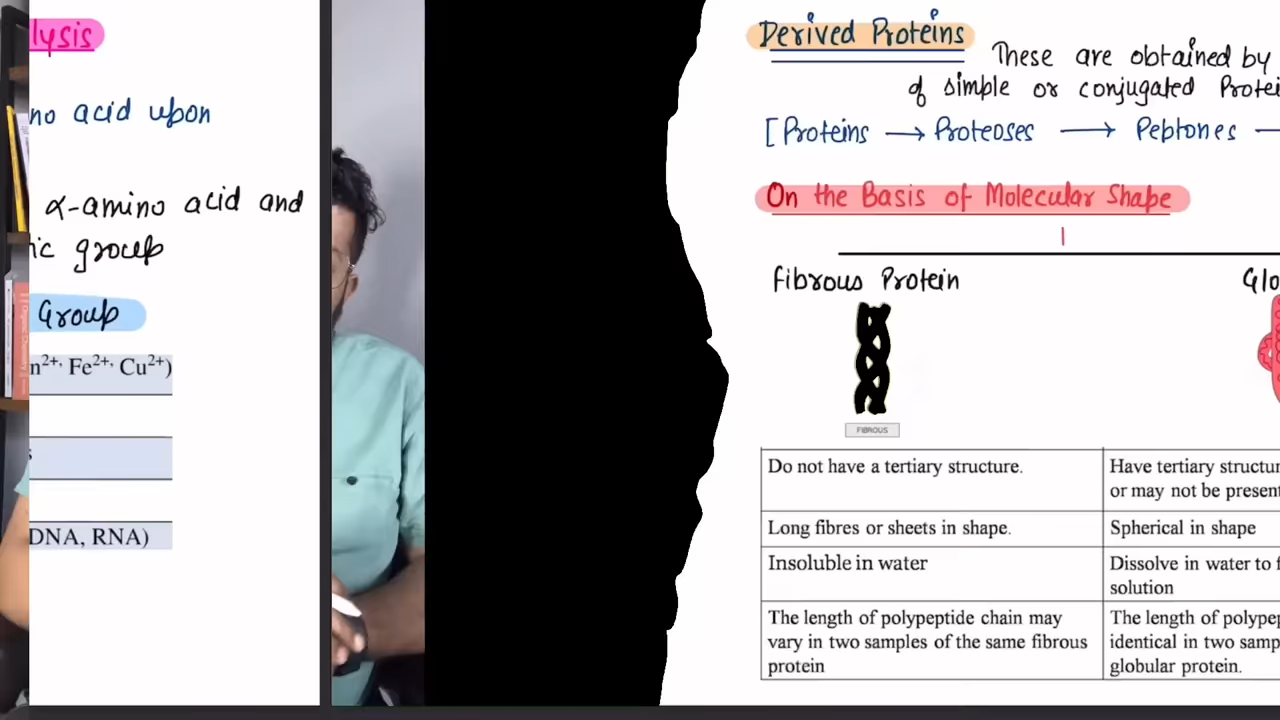 lysis
no acid upon
α-amino acid and
ic group
Group
n²⁺, Fe²⁺, Cu²⁺)
s
DNA, RNA)
Derived Proteins
These are obtained by
of simple or conjugated Protei
[Proteins → Proteoses → Peptones →
On the Basis of Molecular Shape
Fibrous Protein
Glo
FIBROUS
Do not have a tertiary structure.
Have tertiary structur
or may not be present
Long fibres or sheets in shape.
Spherical in shape
Insoluble in water
Dissolve in water to f
solution
The length of polypeptide chain may
vary in two samples of the same fibrous
protein
The length of polypep
identical in two samp
globular protein.